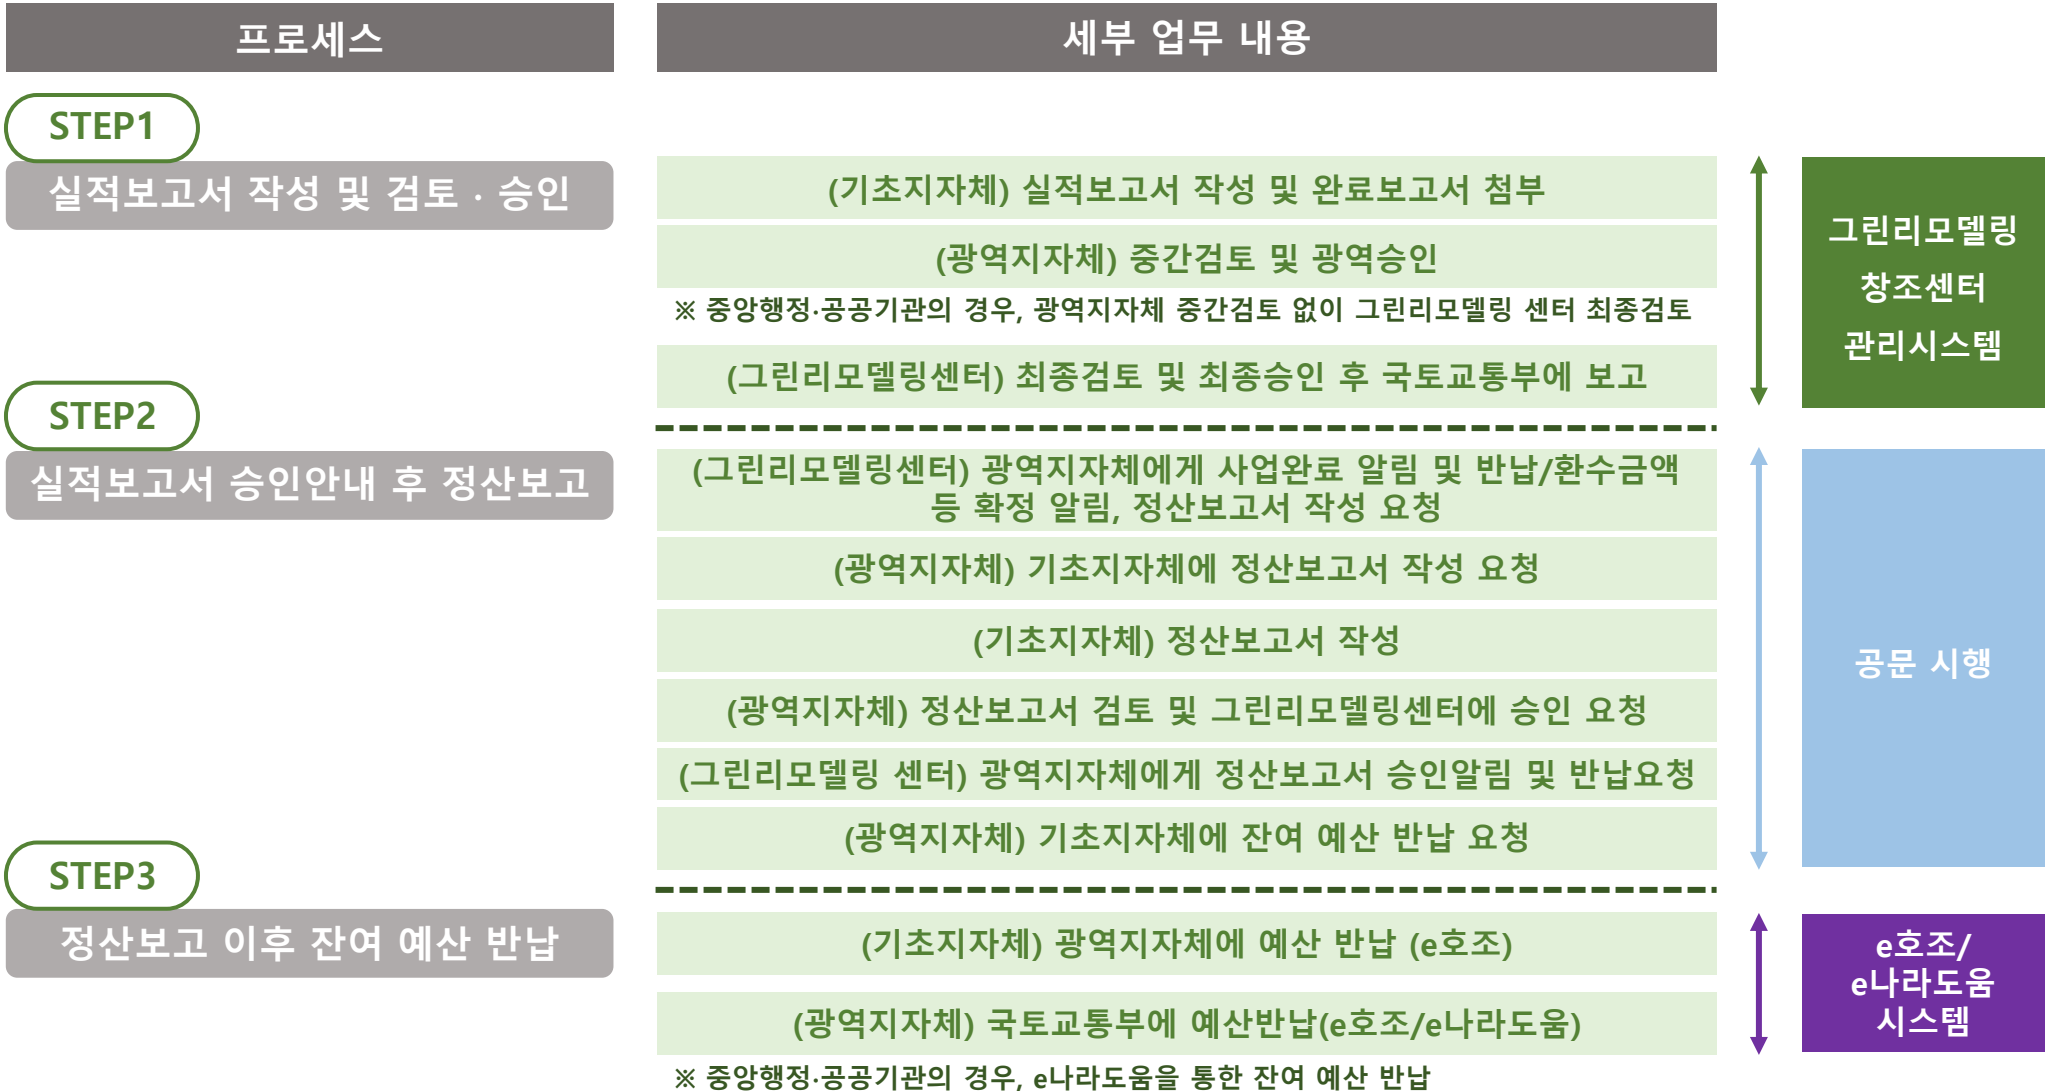 프로세스
세부 업무 내용
STEP1
실적보고서 작성 및 검토 · 승인
(기초지자체) 실적보고서 작성 및 완료보고서 첨부
(광역지자체) 중간검토 및 광역승인
※ 중앙행정·공공기관의 경우, 광역지자체 중간검토 없이 그린리모델링 센터 최종검토
(그린리모델링센터) 최종검토 및 최종승인 후 국토교통부에 보고
그린리모델링
창조센터
관리시스템
STEP2
실적보고서 승인안내 후 정산보고
(그린리모델링센터) 광역지자체에게 사업완료 알림 및 반납/환수금액
등 확정 알림, 정산보고서 작성 요청
(광역지자체) 기초지자체에 정산보고서 작성 요청
(기초지자체) 정산보고서 작성
(광역지자체) 정산보고서 검토 및 그린리모델링센터에 승인 요청
(그린리모델링 센터) 광역지자체에게 정산보고서 승인알림 및 반납요청
(광역지자체) 기초지자체에 잔여 예산 반납 요청
공문 시행
STEP3
정산보고 이후 잔여 예산 반납
(기초지자체) 광역지자체에 예산 반납 (e호조)
(광역지자체) 국토교통부에 예산반납(e호조/e나라도움)
※ 중앙행정·공공기관의 경우, e나라도움을 통한 잔여 예산 반납
e호조/
e나라도움
시스템